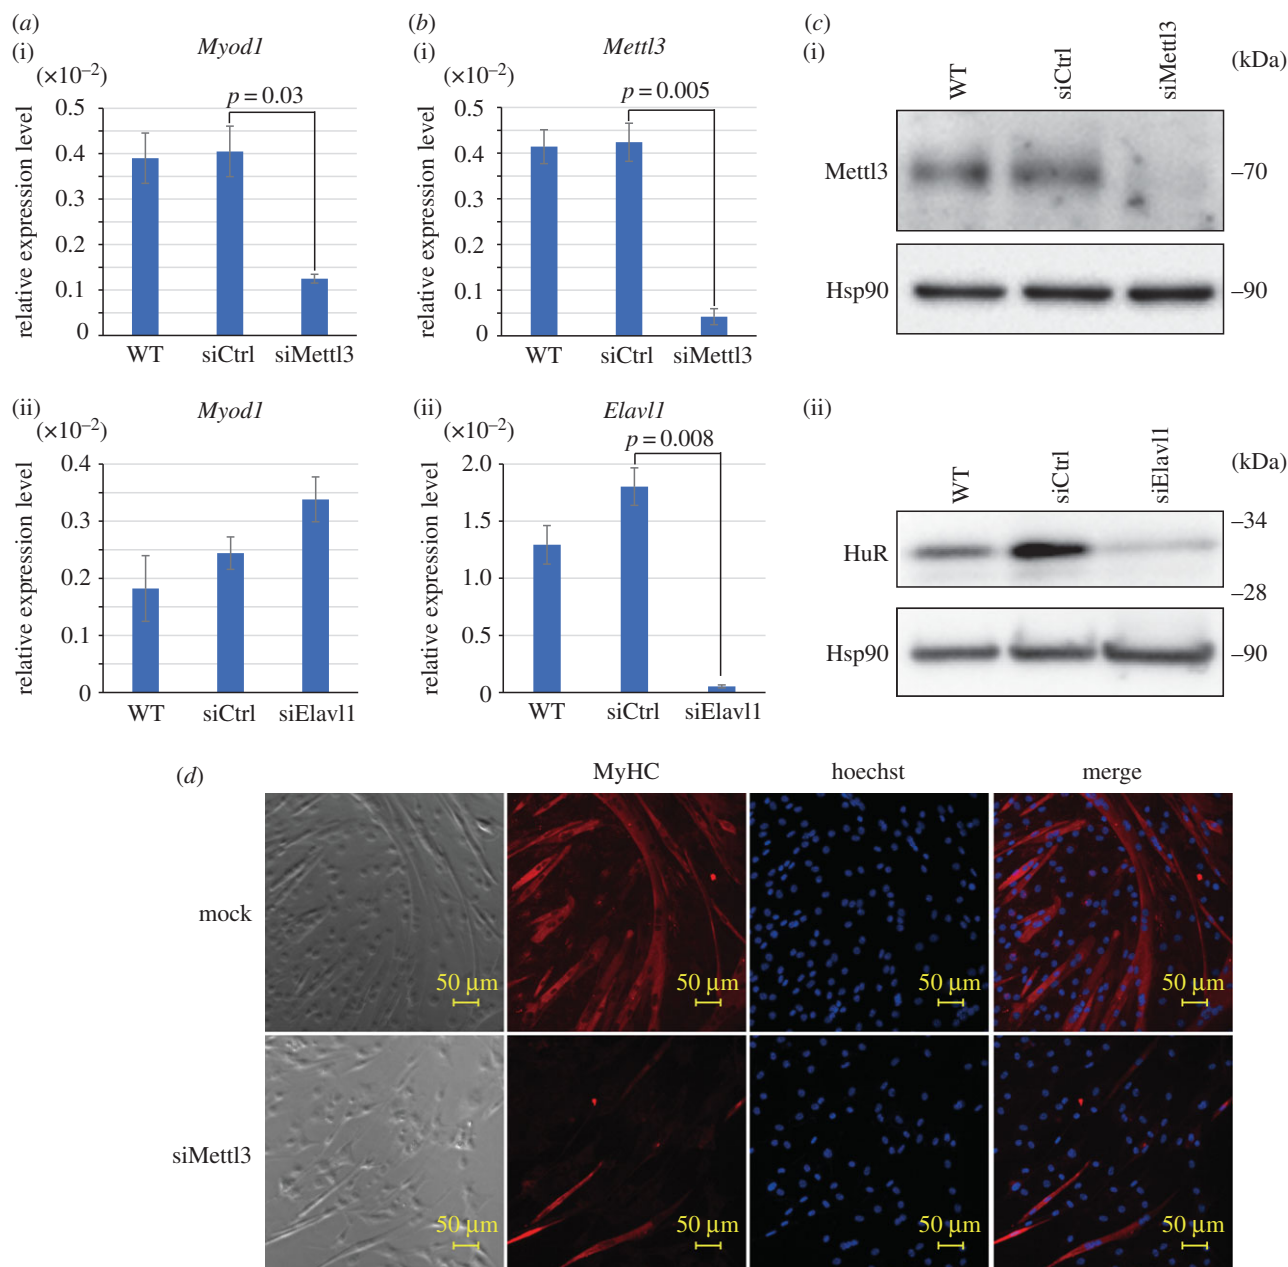 (a)
(i)
Myod1
(×10⁻²)
relative expression level
0.5
0.4
0.3
0.2
0.1
0
p = 0.03
WT siCtrl siMettl3
(b)
(i)
Mettl3
(×10⁻²)
relative expression level
0.5
0.4
0.3
0.2
0.1
0
p = 0.005
WT siCtrl siMettl3
(c)
(i)
WT siCtrl siMettl3 (kDa)
Mettl3 –70
Hsp90 –90
(ii)
Myod1
(×10⁻²)
relative expression level
0.4
0.3
0.2
0.1
0
WT siCtrl siElavl1
(ii)
Elavl1
(×10⁻²)
relative expression level
2.0
1.5
1.0
0.5
0
p = 0.008
WT siCtrl siElavl1
(ii)
WT siCtrl siElavl1 (kDa)
–34
HuR
–28
Hsp90 –90
(d)
MyHC hoechst merge
mock
50 µm 50 µm 50 µm 50 µm
siMettl3
50 µm 50 µm 50 µm 50 µm